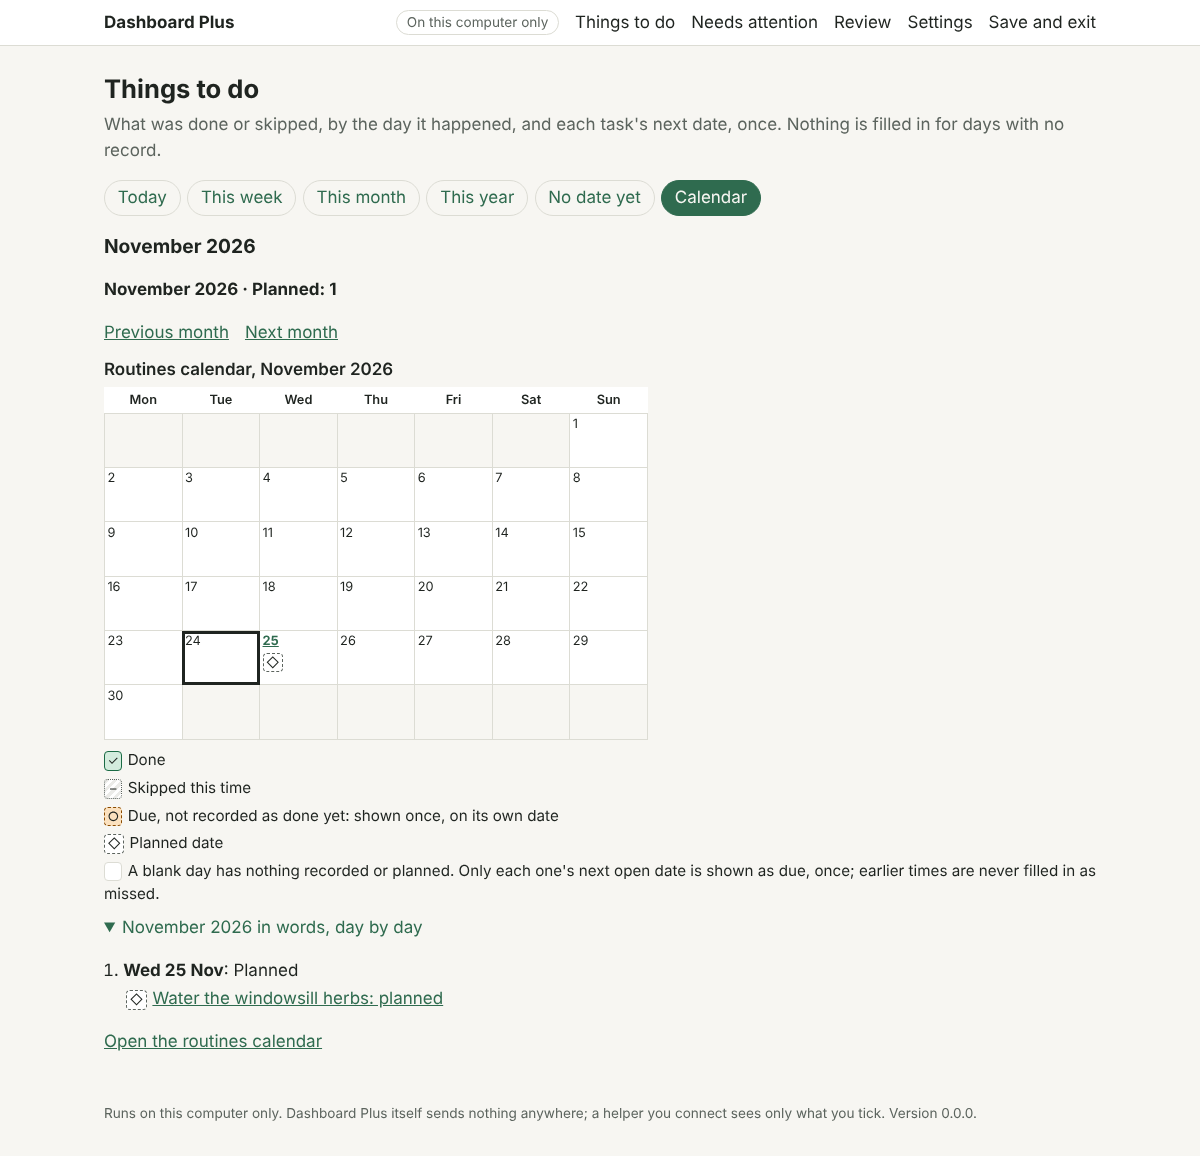 Dashboard Plus
On this computer only
Things to do
Needs attention
Review
Settings
Save and exit
Things to do
What was done or skipped, by the day it happened, and each task's next date, once. Nothing is filled in for days with no
record.
Today
This week
This month
This year
No date yet
Calendar
November 2026
November 2026 · Planned: 1
Previous month
Next month
Routines calendar, November 2026
Mon Tue Wed Thu Fri Sat Sun
1
2 3 4 5 6 7 8
9 10 11 12 13 14 15
16 17 18 19 20 21 22
23 24 25 26 27 28 29
30
Done
Skipped this time
Due, not recorded as done yet: shown once, on its own date
Planned date
A blank day has nothing recorded or planned. Only each one's next open date is shown as due, once; earlier times are never filled in as
missed.
November 2026 in words, day by day
1. Wed 25 Nov: Planned
Water the windowsill herbs: planned
Open the routines calendar
Runs on this computer only. Dashboard Plus itself sends nothing anywhere; a helper you connect sees only what you tick. Version 0.0.0.